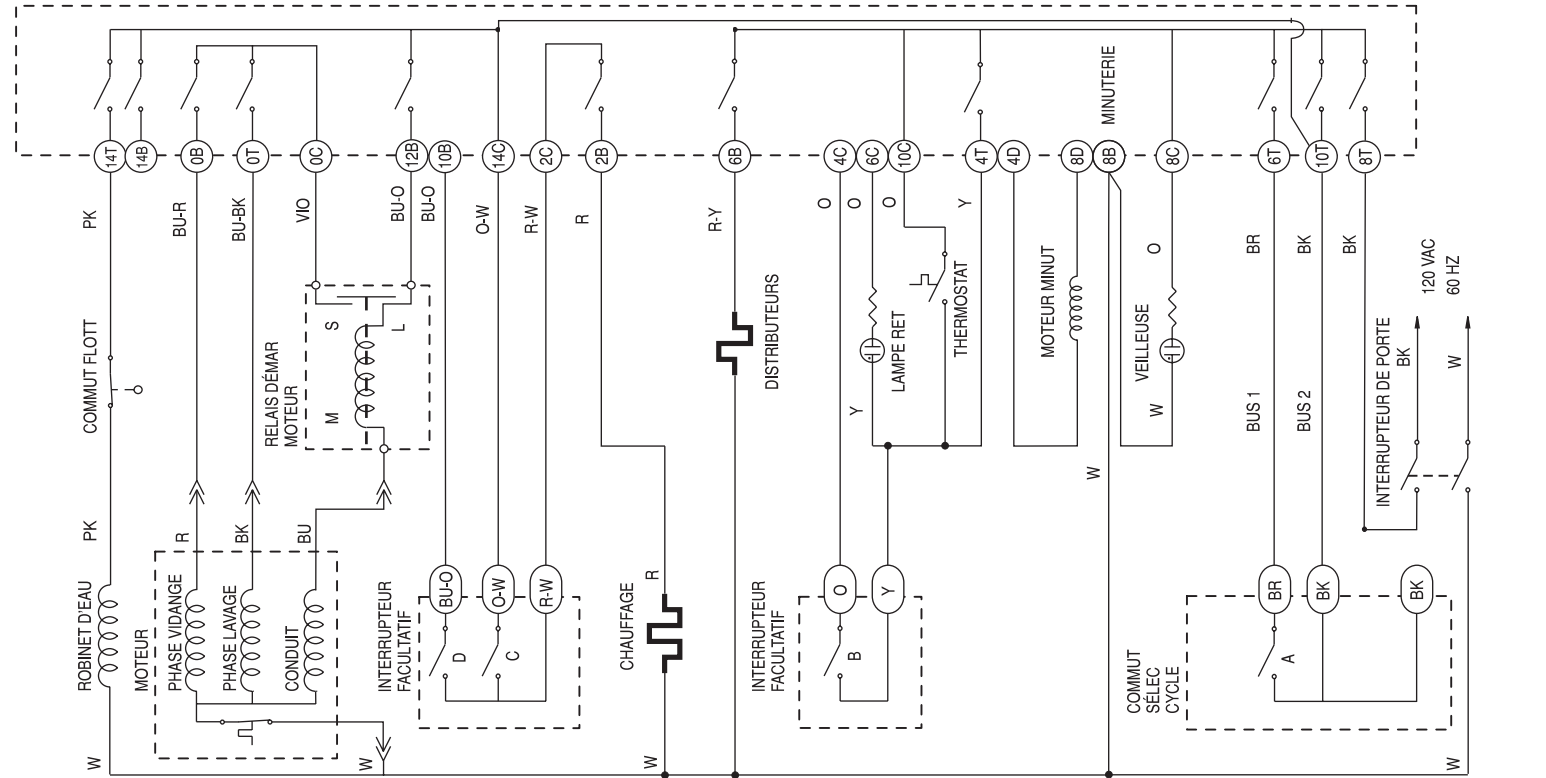 14T
14B
0B
0T
0C
12B
10B
14C
2C
2B
6B
4C
6C
10C
4T
4D
8D
8B
MINUTERIE
8C
6T
10T
8T
PK
BU-R
BU-BK
VIO
BU-O
BU-O
O-W
R-W
R
R-Y
O
O
O
Y
O
BR
BK
BK
COMMUT FLOTT
RELAIS DÉMAR
MOTEUR
S
M
L
DISTRIBUTEURS
LAMPE RET
Y
THERMOSTAT
MOTEUR MINUT
VEILLEUSE
W
W
BUS 1
BUS 2
INTERRUPTEUR DE PORTE
BK
W
120 VAC
60 HZ
PK
R
BK
BU
ROBINET D'EAU
MOTEUR
PHASE VIDANGE
PHASE LAVAGE
CONDUIT
INTERRUPTEUR
FACULTATIF
BU-O
O-W
R-W
D
C
CHAUFFAGE
R
INTERRUPTEUR
FACULTATIF
O
Y
B
COMMUT
SÉLEC
CYCLE
BR
BK
BK
A
W
W
W
W